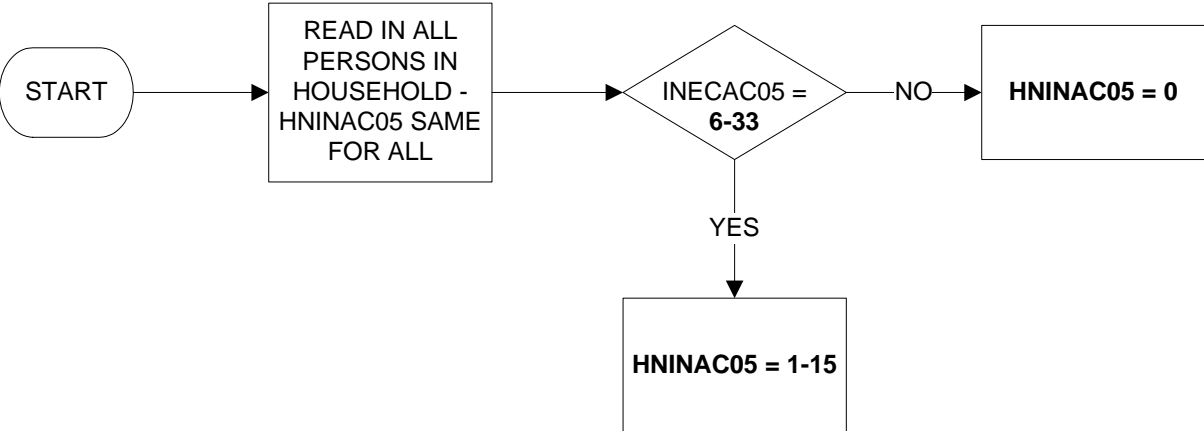 START
READ IN ALL
PERSONS IN
HOUSEHOLD -
HNINAC05 SAME
FOR ALL
INECAC05 =
6-33
NO
HNINAC05 = 0
YES
HNINAC05 = 1-15